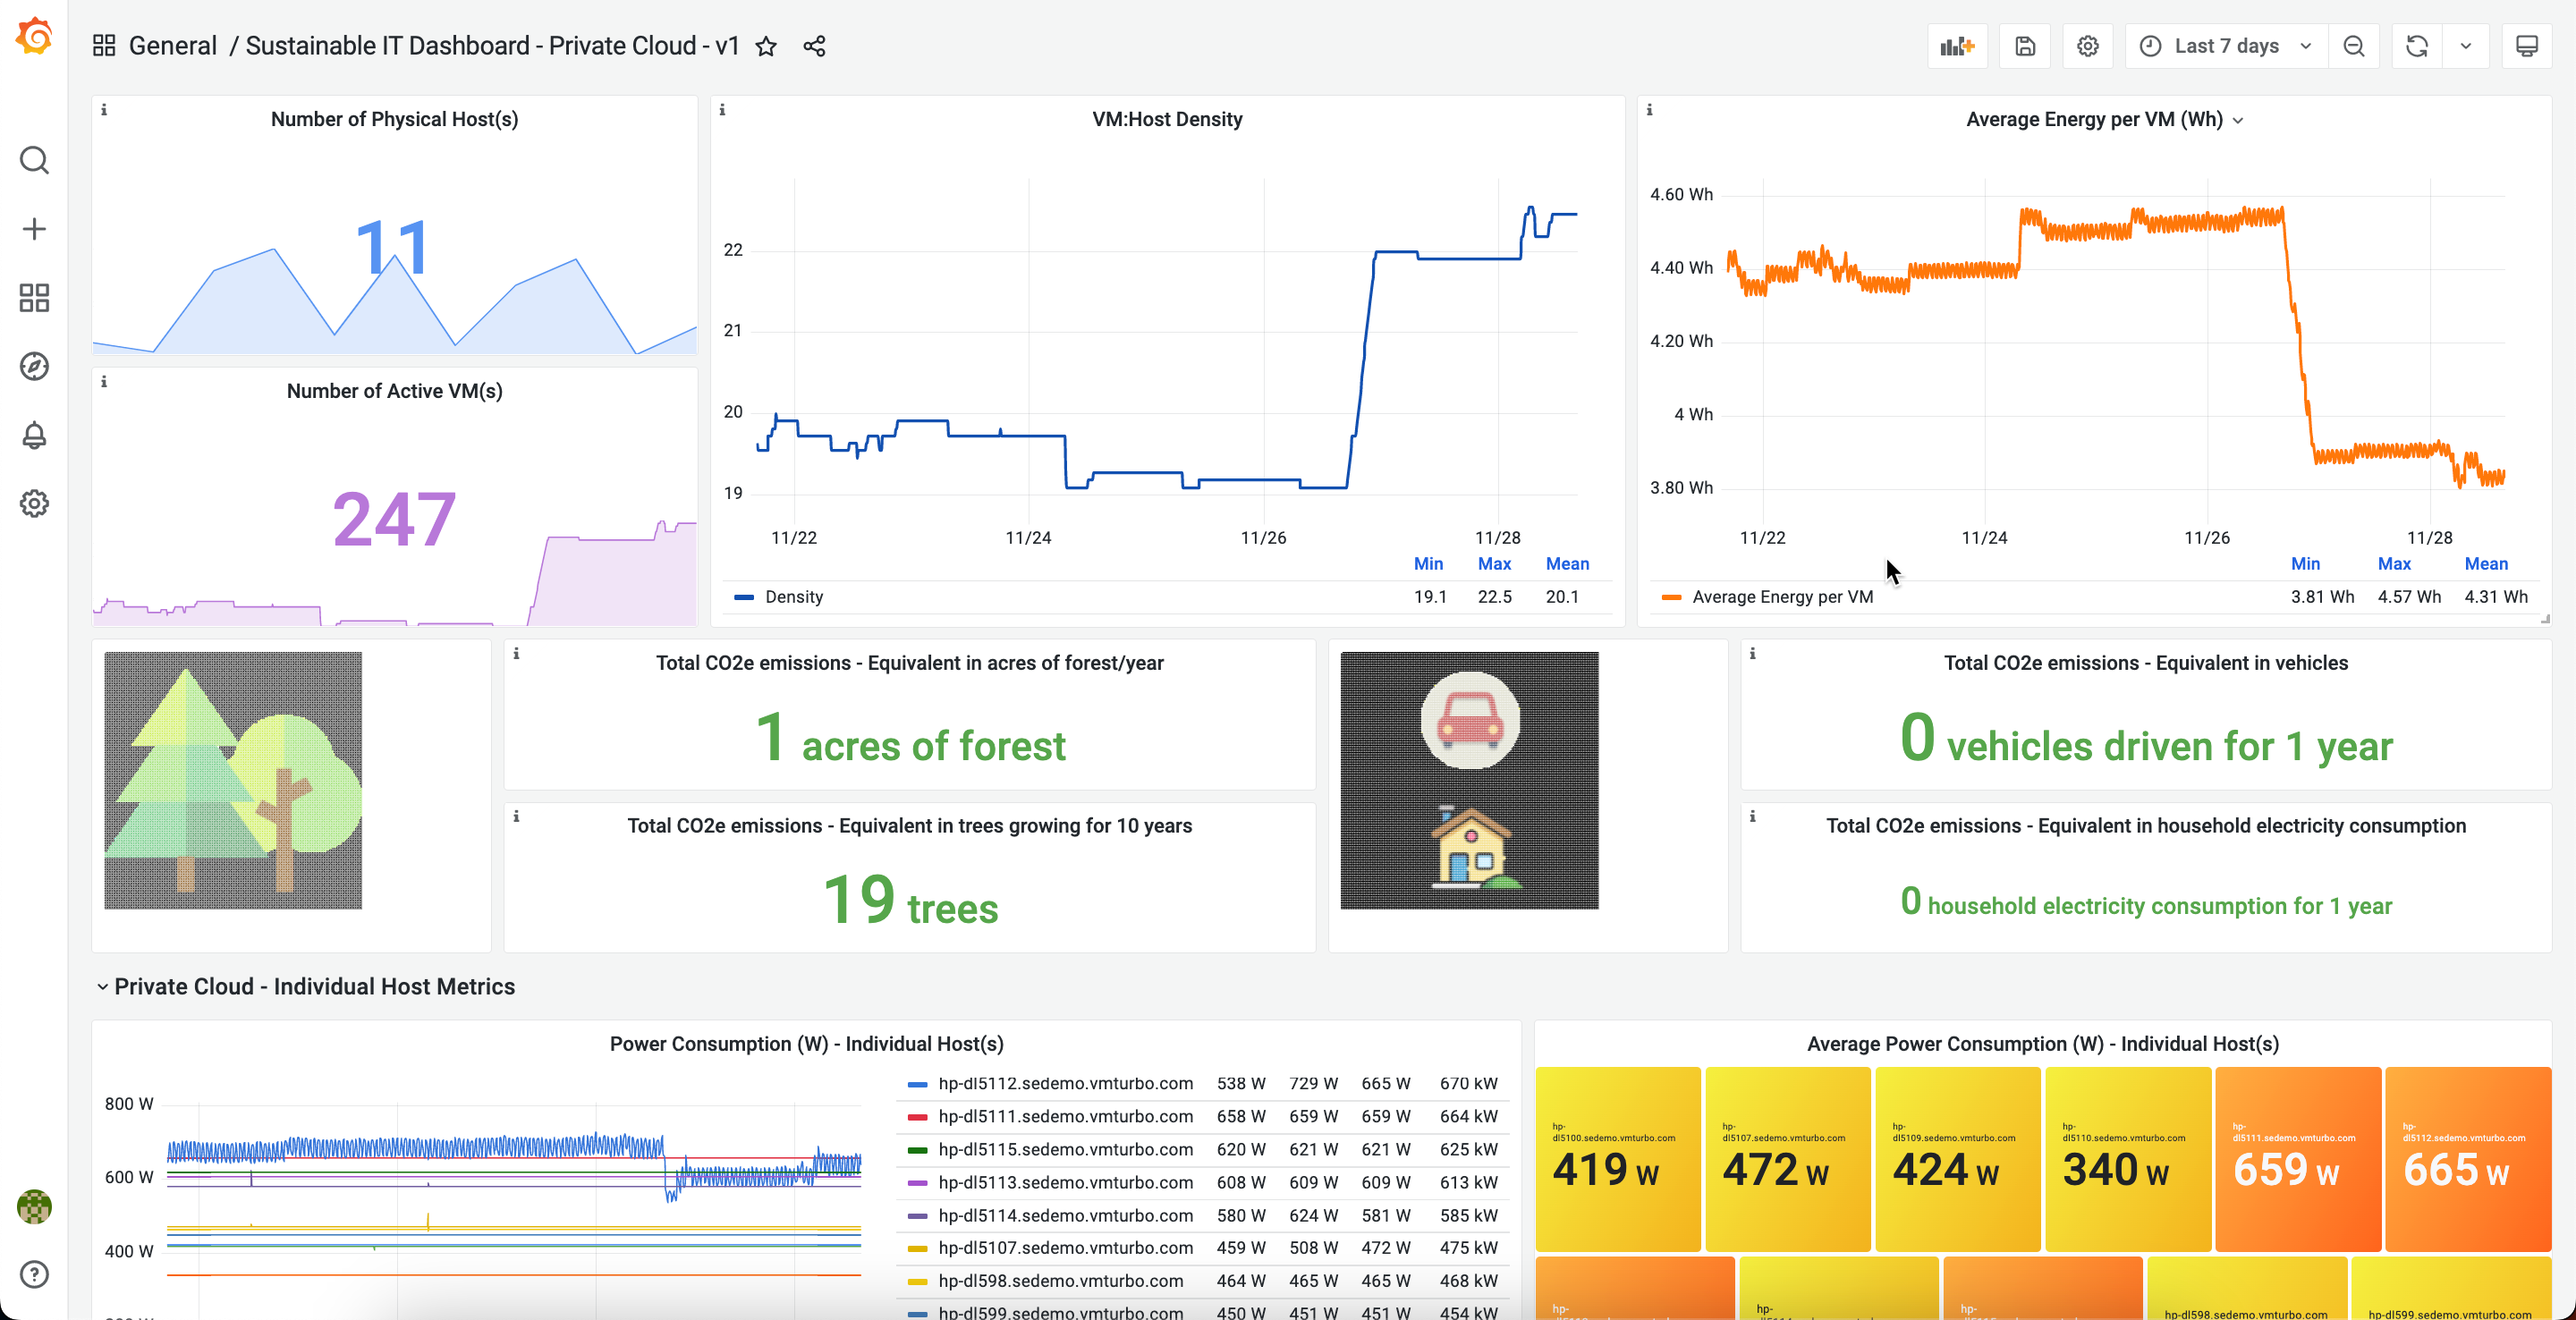 General / Sustainable IT Dashboard - Private Cloud - v1
Last 7 days
Number of Physical Host(s)
11
Number of Active VM(s)
247
VM:Host Density
22
21
20
19
11/22 11/24 11/26 11/28
Min Max Mean
Density 19.1 22.5 20.1
Average Energy per VM (Wh)
4.60 Wh
4.40 Wh
4.20 Wh
4 Wh
3.80 Wh
11/22 11/24 11/26 11/28
Min Max Mean
Average Energy per VM 3.81 Wh 4.57 Wh 4.31 Wh
Total CO2e emissions - Equivalent in acres of forest/year
1 acres of forest
Total CO2e emissions - Equivalent in trees growing for 10 years
19 trees
Total CO2e emissions - Equivalent in vehicles
0 vehicles driven for 1 year
Total CO2e emissions - Equivalent in household electricity consumption
0 household electricity consumption for 1 year
Private Cloud - Individual Host Metrics
Power Consumption (W) - Individual Host(s)
800 W
600 W
400 W
hp-dl5112.sedemo.vmturbo.com 538 W 729 W 665 W 670 kW
hp-dl5111.sedemo.vmturbo.com 658 W 659 W 659 W 664 kW
hp-dl5115.sedemo.vmturbo.com 620 W 621 W 621 W 625 kW
hp-dl5113.sedemo.vmturbo.com 608 W 609 W 609 W 613 kW
hp-dl5114.sedemo.vmturbo.com 580 W 624 W 581 W 585 kW
hp-dl5107.sedemo.vmturbo.com 459 W 508 W 472 W 475 kW
hp-dl598.sedemo.vmturbo.com 464 W 465 W 465 W 468 kW
hp-dl599.sedemo.vmturbo.com 450 W 451 W 451 W 454 kW
Average Power Consumption (W) - Individual Host(s)
hp-
dl5100.sedemo.vmturbo.com
419 W
hp-
dl5107.sedemo.vmturbo.com
472 W
hp-
dl5109.sedemo.vmturbo.com
424 W
hp-
dl5110.sedemo.vmturbo.com
340 W
hp-
dl5111.sedemo.vmturbo.com
659 W
hp-
dl5112.sedemo.vmturbo.com
665 W
hp-
hp-
hp-
hp-dl598.sedemo.vmturbo.com
hp-dl599.sedemo.vmturbo.com